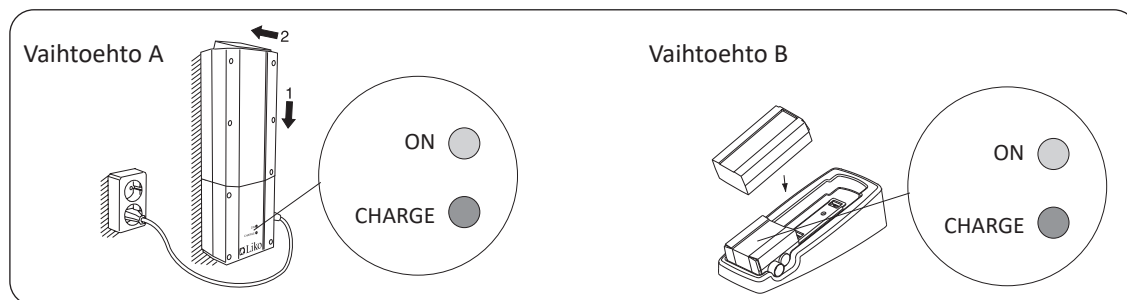 Vaihtoehto A
2
1
ON
CHARGE
Liko
Vaihtoehto B
ON
CHARGE